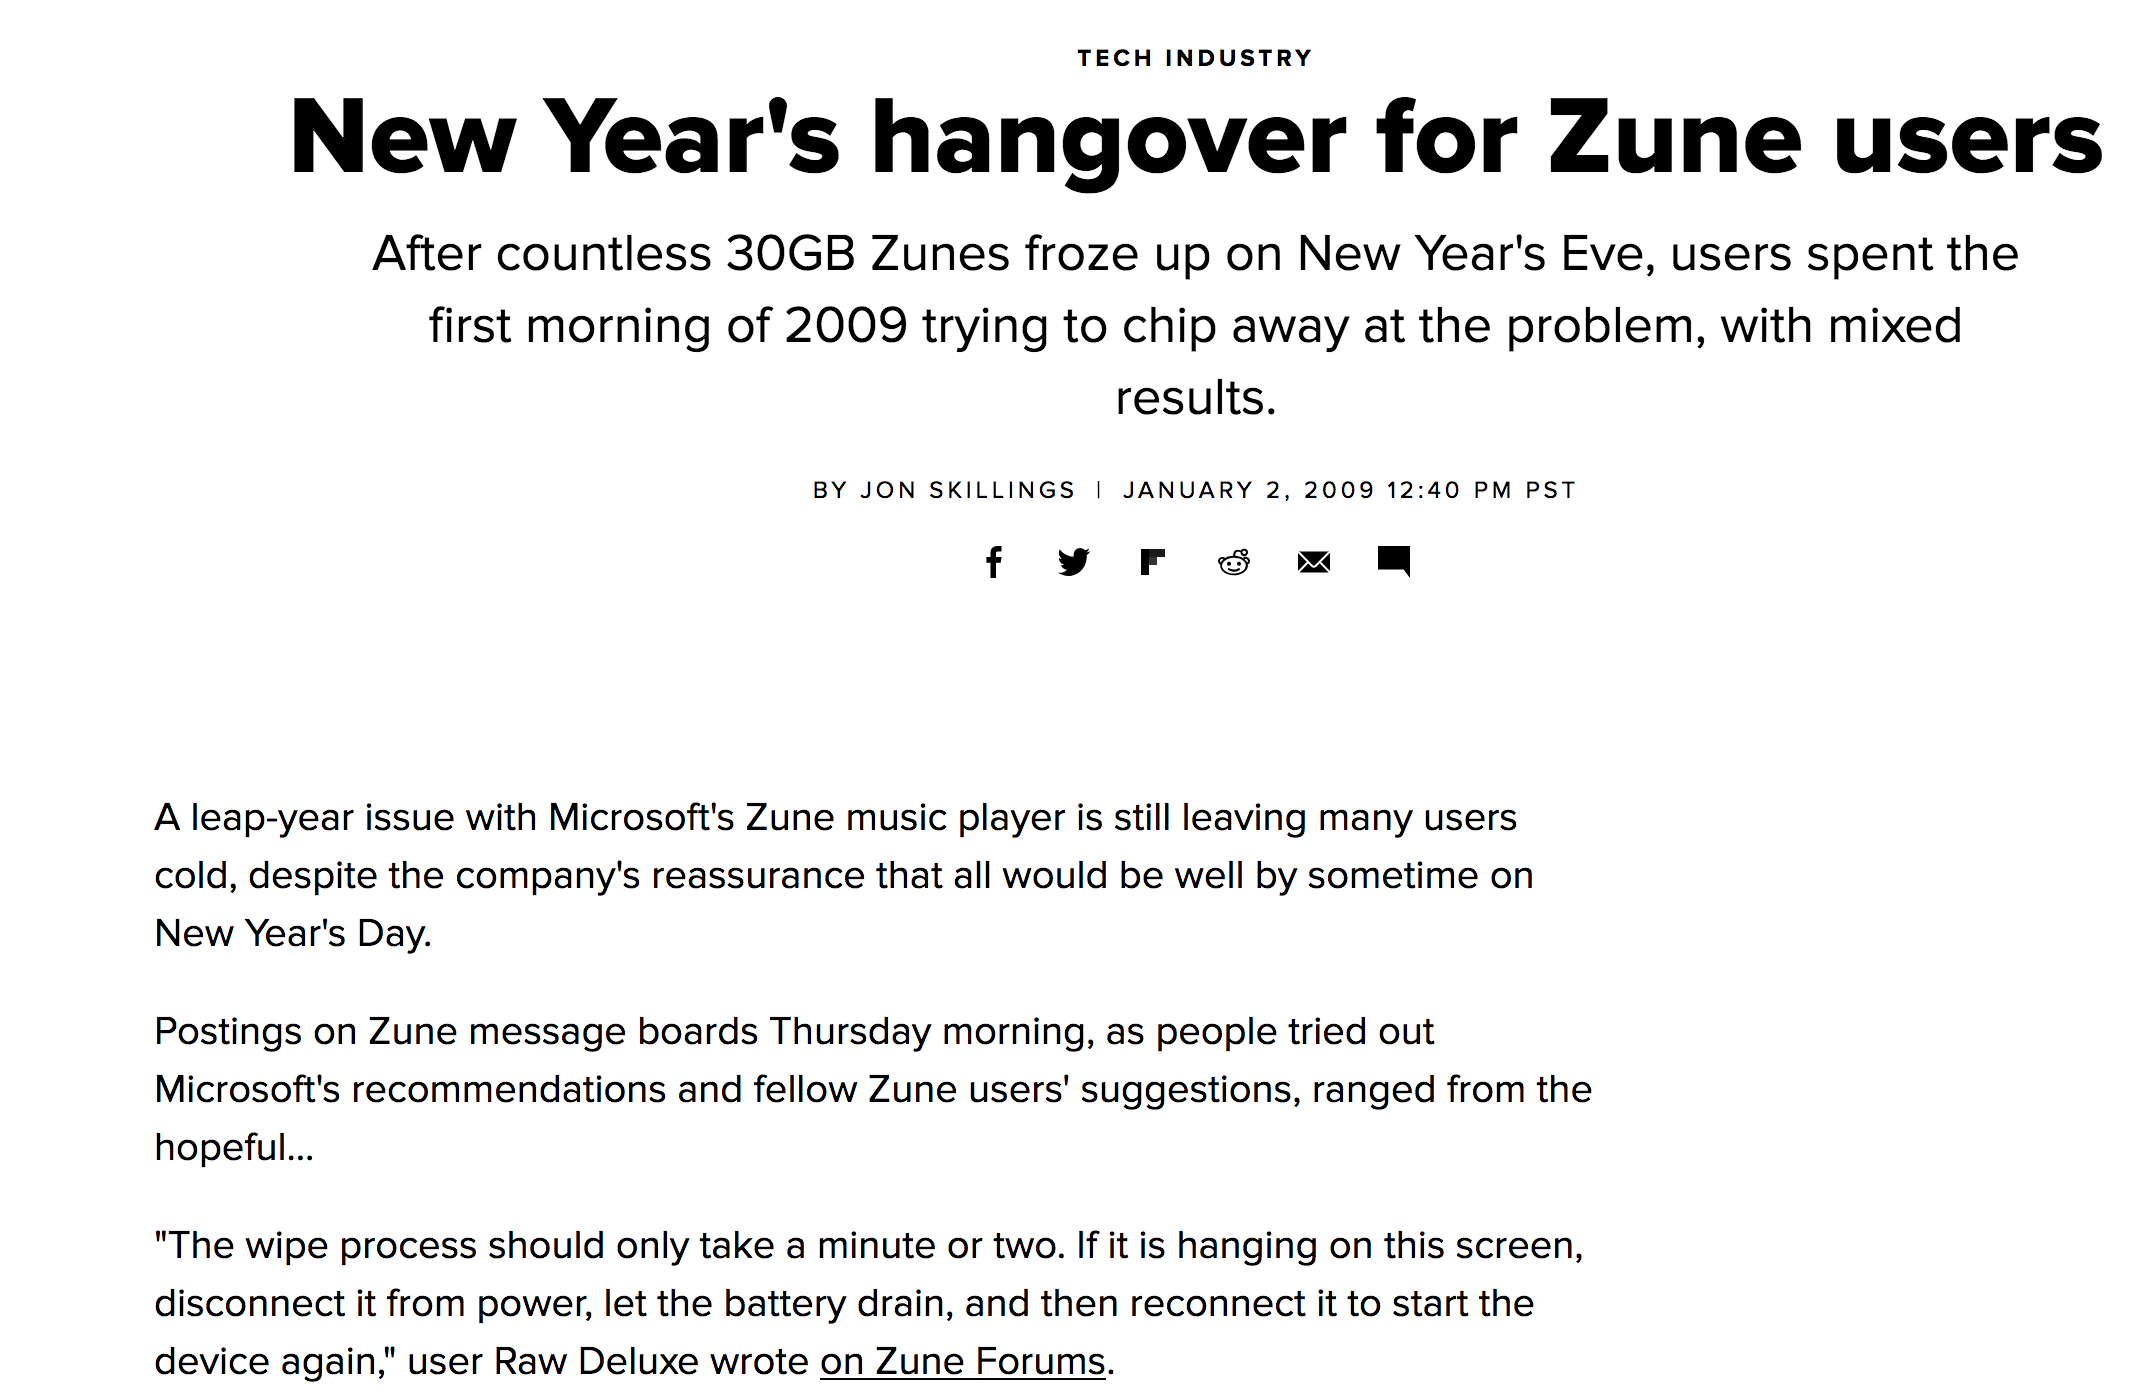 TECH INDUSTRY
New Year's hangover for Zune users
After countless 30GB Zunes froze up on New Year's Eve, users spent the
first morning of 2009 trying to chip away at the problem, with mixed
results.
BY JON SKILLINGS | JANUARY 2, 2009 12:40 PM PST
A leap-year issue with Microsoft's Zune music player is still leaving many users
cold, despite the company's reassurance that all would be well by sometime on
New Year's Day.
Postings on Zune message boards Thursday morning, as people tried out
Microsoft's recommendations and fellow Zune users' suggestions, ranged from the
hopeful...
"The wipe process should only take a minute or two. If it is hanging on this screen,
disconnect it from power, let the battery drain, and then reconnect it to start the
device again," user Raw Deluxe wrote on Zune Forums.